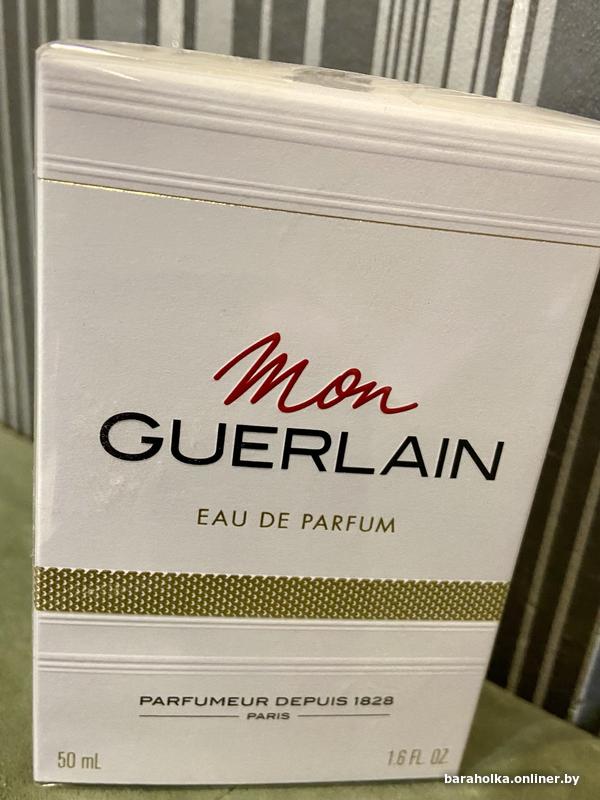 Mon
GUERLAIN
EAU DE PARFUM
PARFUMEUR DEPUIS 1828
PARIS
50 mL
1.6 FL. OZ
baraholka.onliner.by